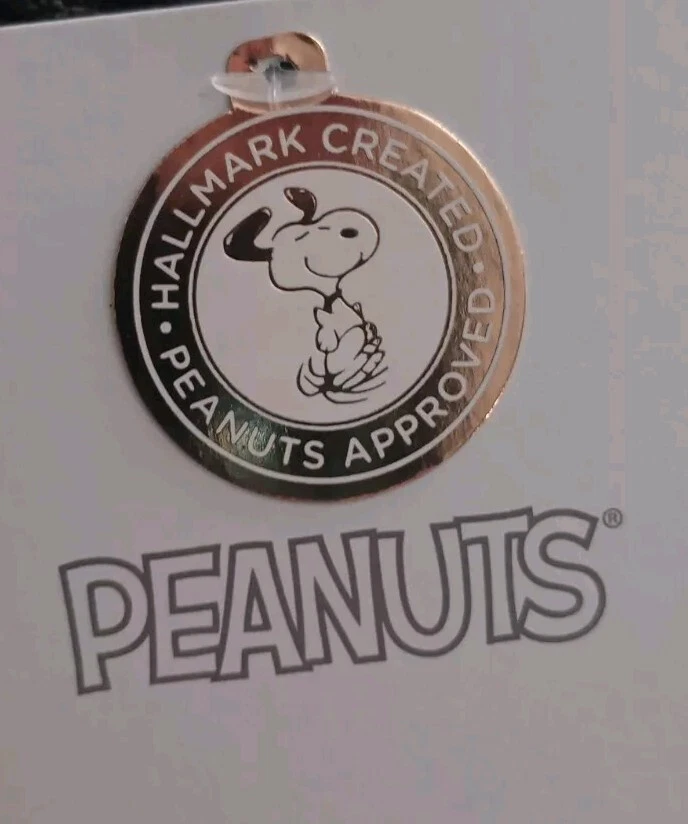 HALLMARK CREATED •
PEANUTS APPROVED •
PEANUTS®